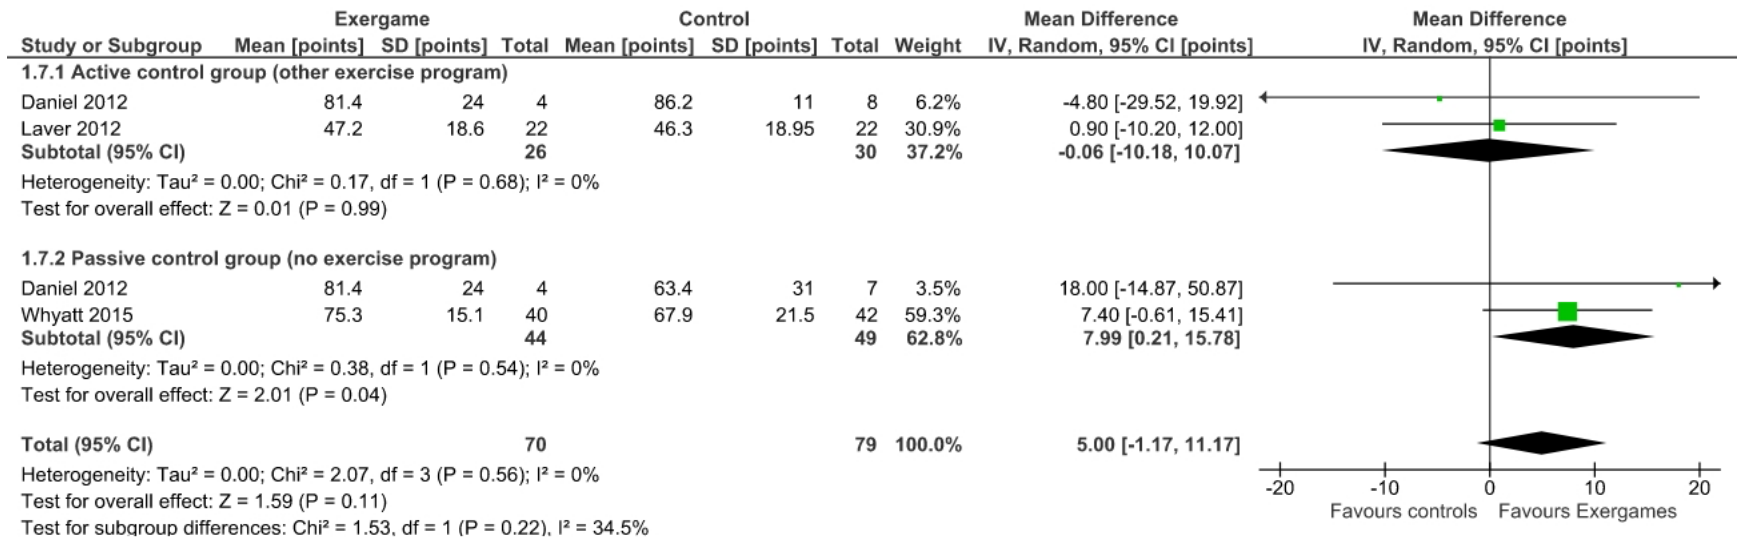 Exergame Control Mean Difference Mean Difference
Study or Subgroup Mean [points] SD [points] Total Mean [points] SD [points] Total Weight IV, Random, 95% CI [points] IV, Random, 95% CI [points]
1.7.1 Active control group (other exercise program)
Daniel 2012 81.4 24 4 86.2 11 8 6.2% -4.80 [-29.52, 19.92]
Laver 2012 47.2 18.6 22 46.3 18.95 22 30.9% 0.90 [-10.20, 12.00]
Subtotal (95% CI) 26 30 37.2% -0.06 [-10.18, 10.07]
Heterogeneity: Tau² = 0.00; Chi² = 0.17, df = 1 (P = 0.68); I² = 0%
Test for overall effect: Z = 0.01 (P = 0.99)
1.7.2 Passive control group (no exercise program)
Daniel 2012 81.4 24 4 63.4 31 7 3.5% 18.00 [-14.87, 50.87]
Whyatt 2015 75.3 15.1 40 67.9 21.5 42 59.3% 7.40 [-0.61, 15.41]
Subtotal (95% CI) 44 49 62.8% 7.99 [0.21, 15.78]
Heterogeneity: Tau² = 0.00; Chi² = 0.38, df = 1 (P = 0.54); I² = 0%
Test for overall effect: Z = 2.01 (P = 0.04)
Total (95% CI) 70 79 100.0% 5.00 [-1.17, 11.17]
Heterogeneity: Tau² = 0.00; Chi² = 2.07, df = 3 (P = 0.56); I² = 0%
Test for overall effect: Z = 1.59 (P = 0.11)
Test for subgroup differences: Chi² = 1.53, df = 1 (P = 0.22), I² = 34.5%
-20 -10 0 10 20
Favours controls Favours Exergames